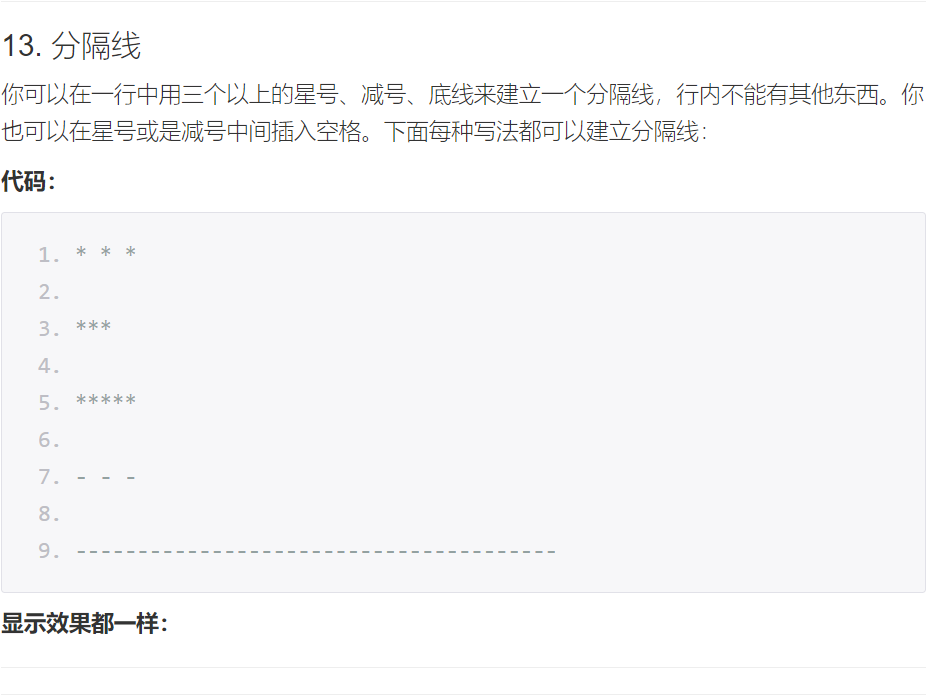 13. 分隔线
你可以在一行中用三个以上的星号、减号、底线来建立一个分隔线，行内不能有其他东西。你
也可以在星号或是减号中间插入空格。下面每种写法都可以建立分隔线：
代码：
1. * * *
2.
3. ***
4.
5. *****
6.
7. - - -
8.
9. ---------------------------------------
显示效果都一样：